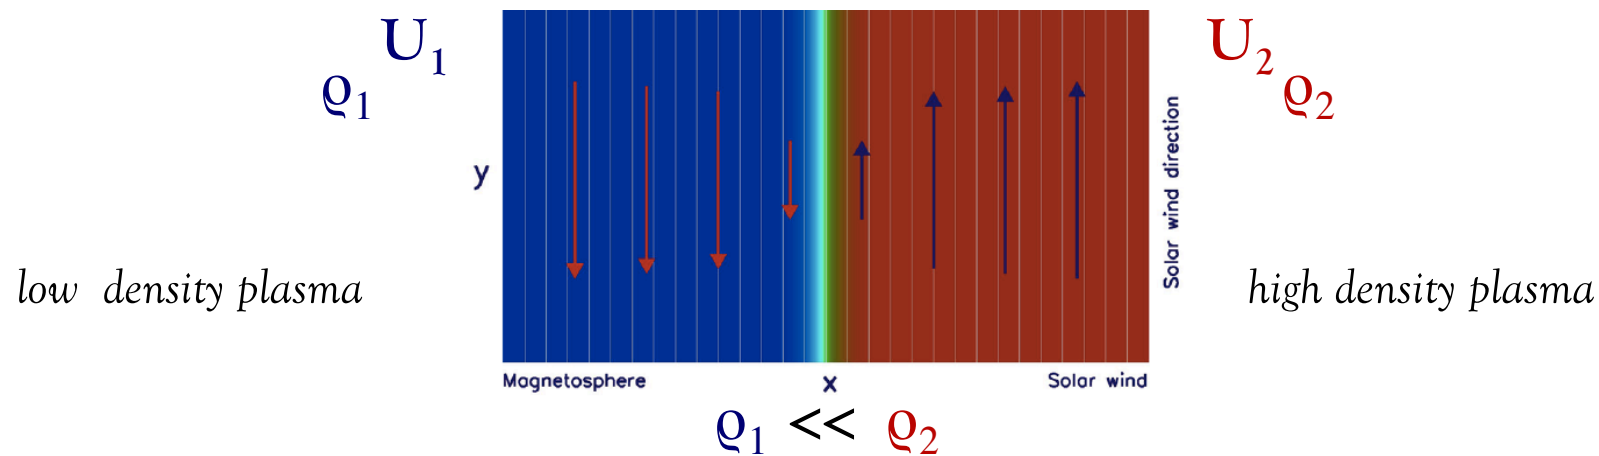 U1
ϱ1
U2
ϱ2
y
Solar wind direction
low density plasma
high density plasma
Magnetosphere
x
Solar wind
ϱ1 << ϱ2